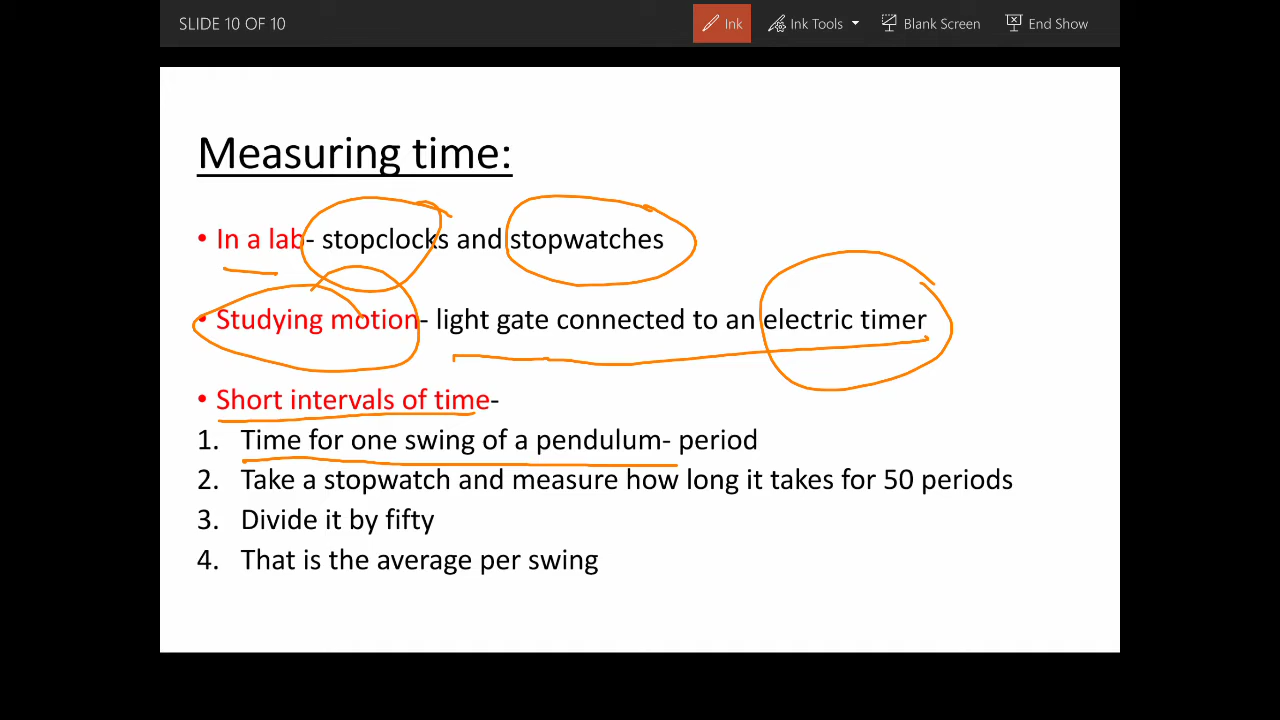 SLIDE 10 OF 10
Ink
Ink Tools
Blank Screen
End Show
Measuring time:
• In a lab- stopclocks and stopwatches
• Studying motion- light gate connected to an electric timer
• Short intervals of time-
1. Time for one swing of a pendulum- period
2. Take a stopwatch and measure how long it takes for 50 periods
3. Divide it by fifty
4. That is the average per swing